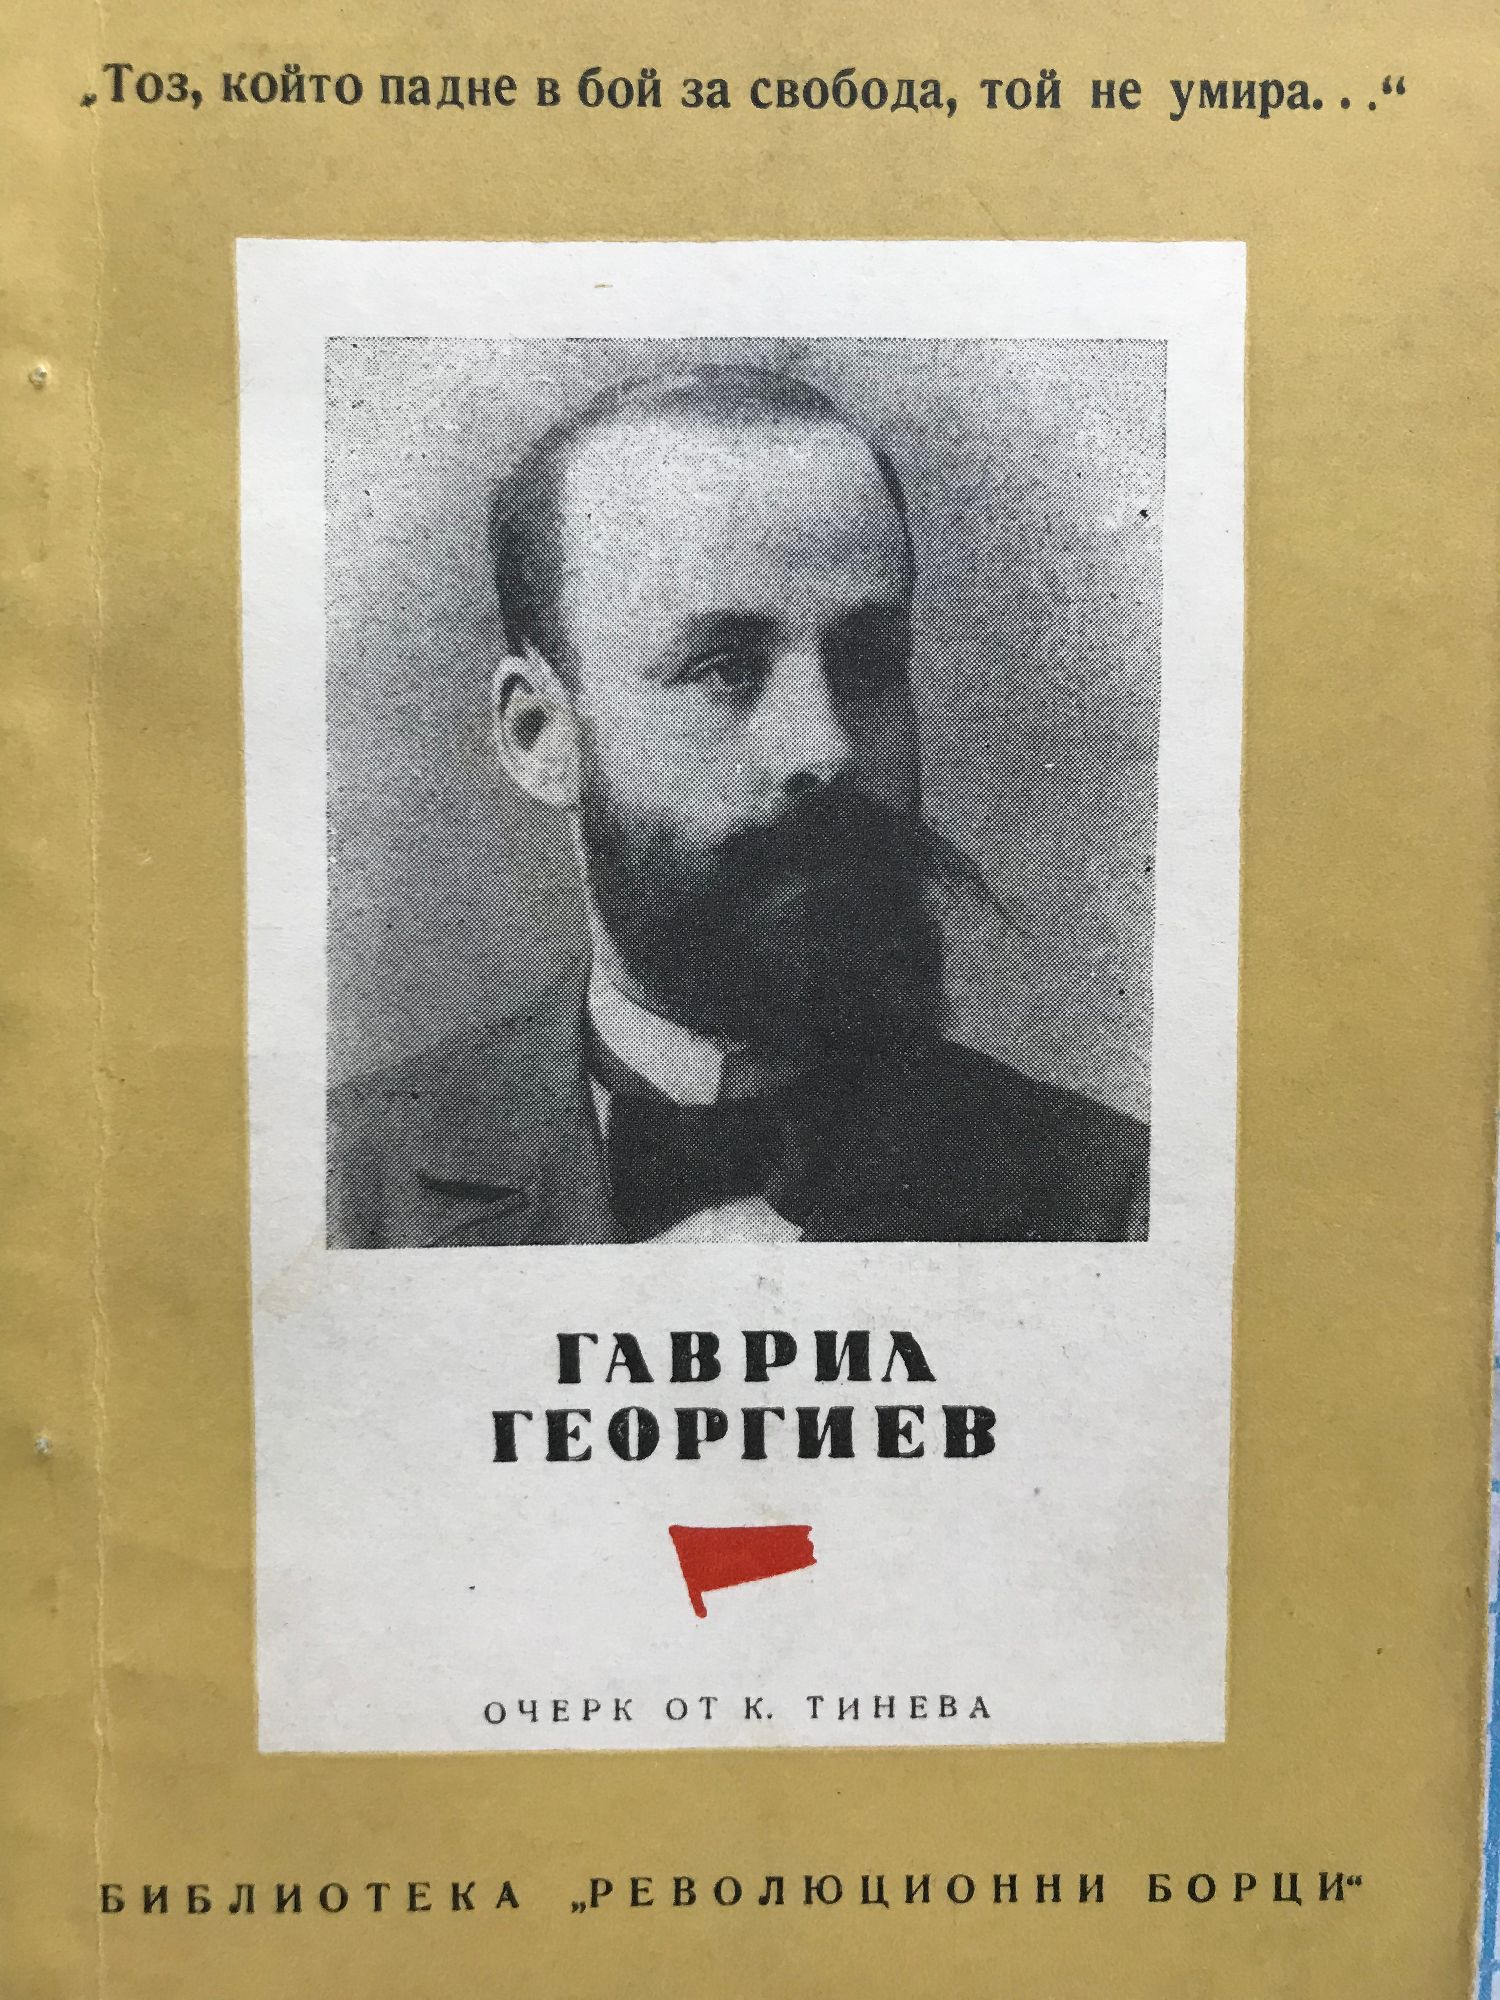 „Тоз, който падне в бой за свобода, той не умира. . .“
ГАВРИЛ
ГЕОРГИЕВ
ОЧЕРК ОТ К. ТИНЕВА
БИБЛИОТЕКА „РЕВОЛЮЦИОННИ БОРЦИ“